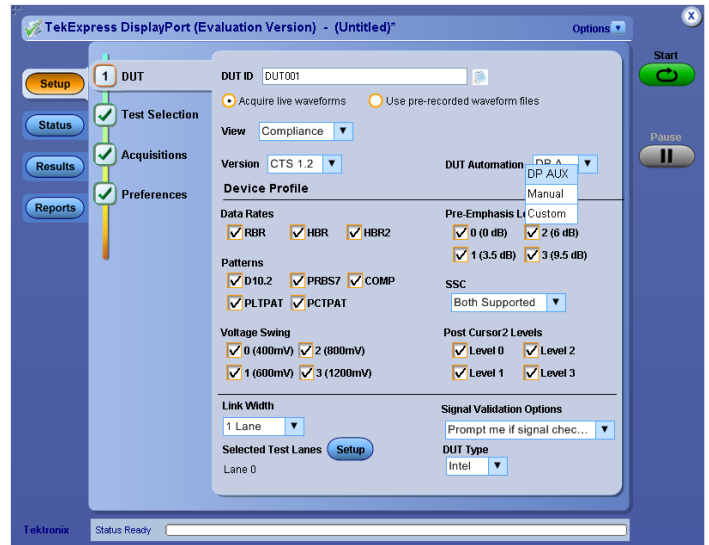 TekExpress DisplayPort (Evaluation Version) - (Untitled)*
Options
Start
Setup
Status
Results
Reports
1 DUT
Test Selection
Acquisitions
Preferences
Pause
DUT ID DUT001
Acquire live waveforms Use pre-recorded waveform files
View Compliance
Version CTS 1.2 DUT Automation
DP AUX
Manual
Custom
Device Profile
Data Rates
RBR HBR HBR2
Patterns
D10.2 PRBS7 COMP
PLTPAT PCTPAT
Voltage Swing
0 (400mV) 2 (800mV)
1 (600mV) 3 (1200mV)
Pre-Emphasis
0 (0 dB) 2 (6 dB)
1 (3.5 dB) 3 (9.5 dB)
SSC
Both Supported
Post Cursor2 Levels
Level 0 Level 2
Level 1 Level 3
Link Width
1 Lane
Selected Test Lanes Setup
Lane 0
Signal Validation Options
Prompt me if signal chec...
DUT Type
Intel
Tektronix
Status Ready